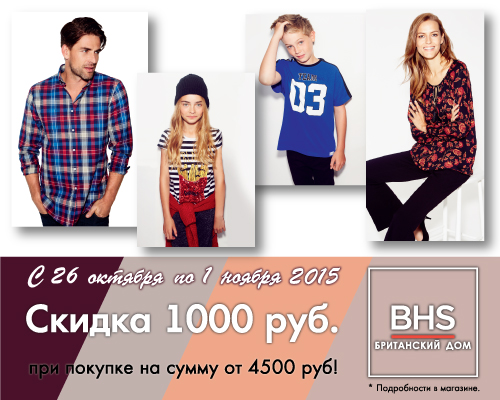 TEAM
03
С 26 октября по 1 ноября 2015
Скидка 1000 руб.
при покупке на сумму от 4500 руб!
BHS
БРИТАНСКИЙ ДОМ
* Подробности в магазине.